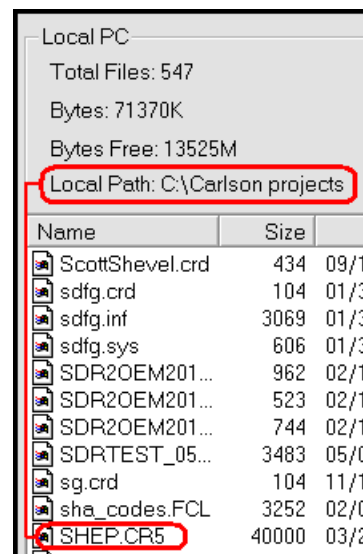 Local PC
Total Files: 547
Bytes: 71370K
Bytes Free: 13525M
Local Path: C:\Carlson projects
Name Size
ScottShevel.crd 434 09/1
sdfg.crd 104 01/3
sdfg.inf 3069 01/3
sdfg.sys 606 01/3
SDR2OEM201... 962 02/1
SDR2OEM201... 523 02/1
SDR2OEM201... 744 02/1
SDRTEST_05... 3483 05/0
sg.crd 104 11/1
sha_codes.FCL 3252 02/0
SHEP.CR5 40000 03/2